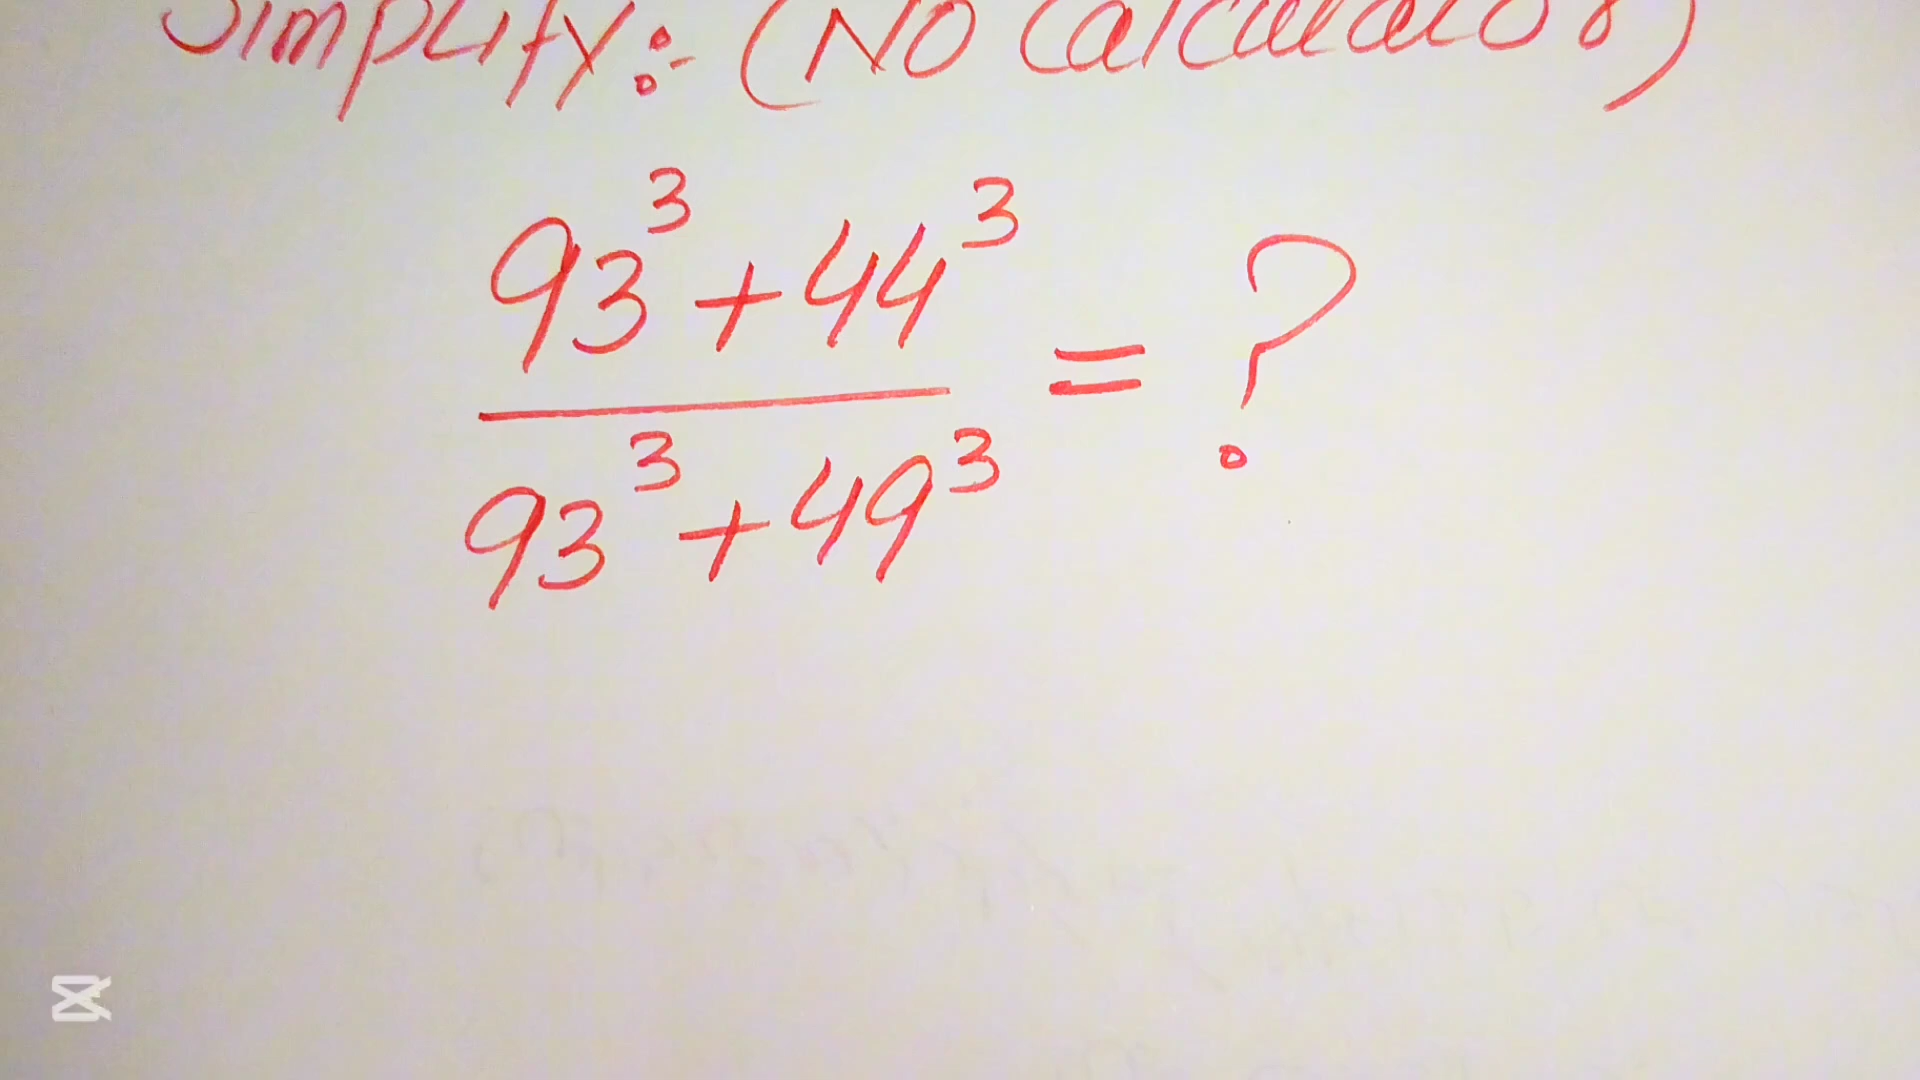 Simplify:- (No Calculator)
93³ + 44³
= ?
93³ + 49³